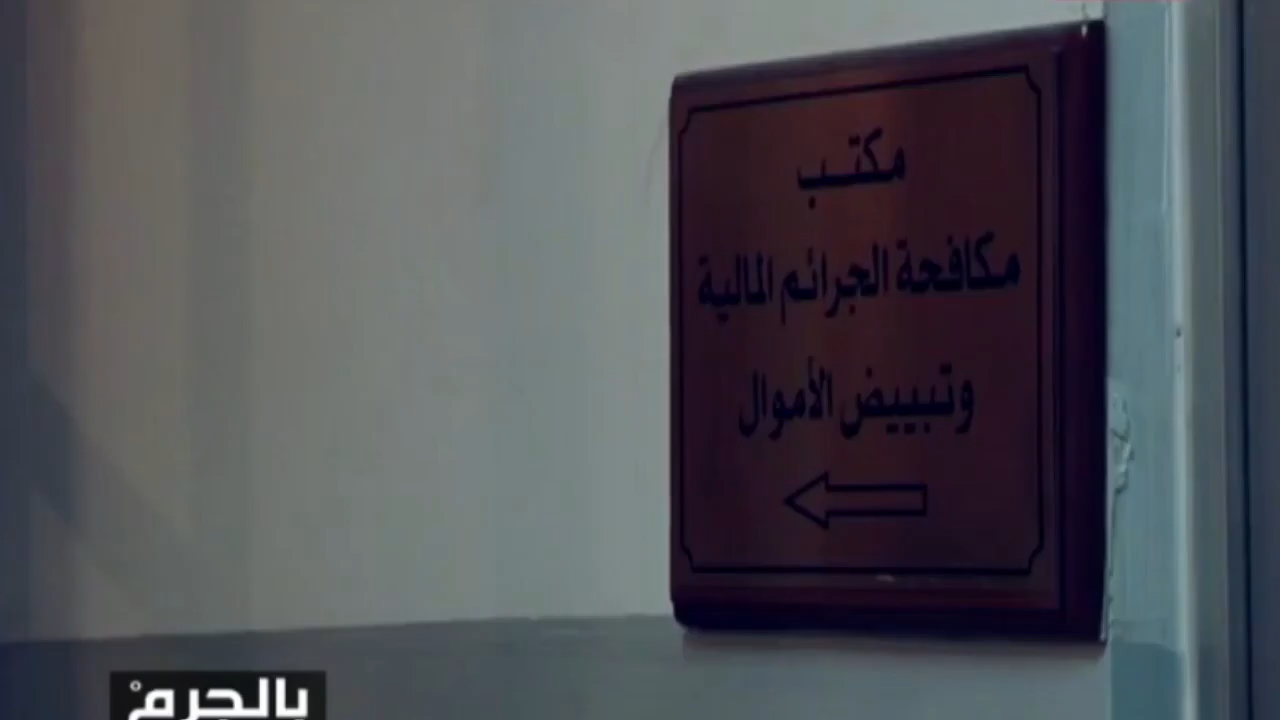 مكتب
مكافحة الجرائم المالية
وتبييض الأموال
بالجرم